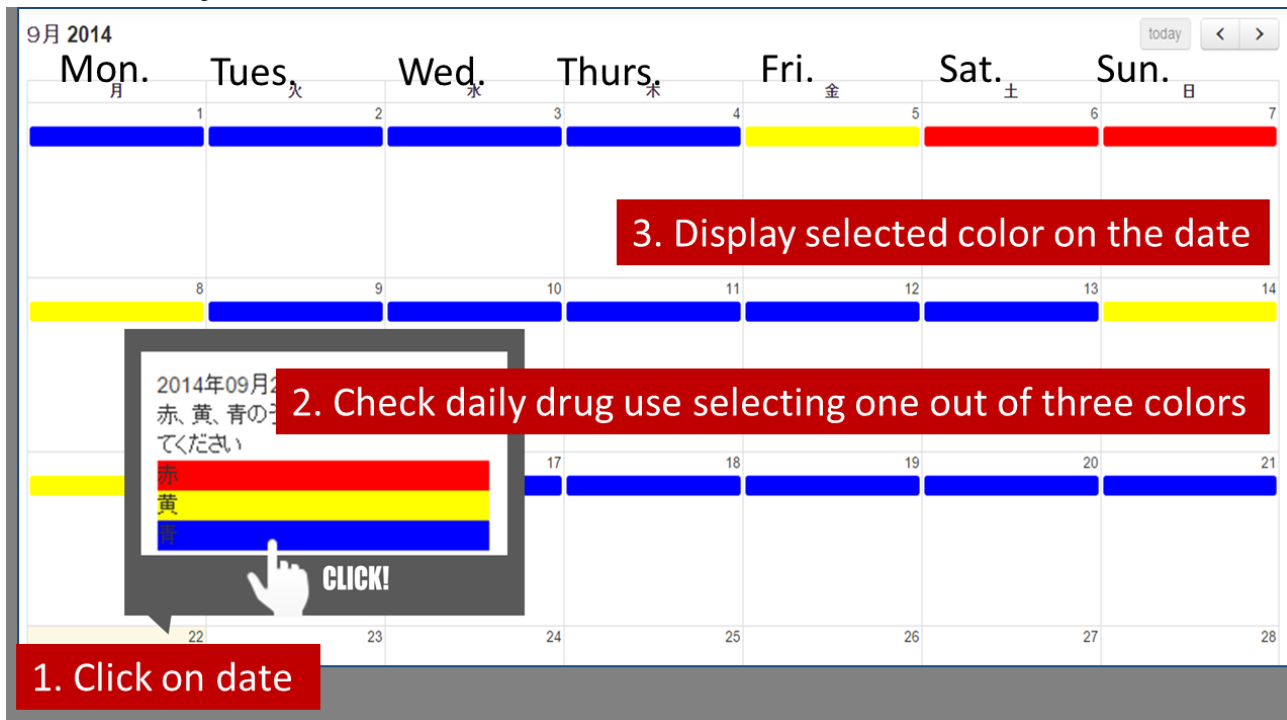 9月 2014
today
Mon. Tues. Wed. Thurs. Fri. Sat. Sun.
月 火 水 木 金 土 日
1 2 3 4 5 6 7
3. Display selected color on the date
8 9 10 11 12 13 14
2014年09月
赤、黄、青の
てください
2. Check daily drug use selecting one out of three colors
17 18 19 20 21
赤
黄
青
CLICK!
22 23 24 25 26 27 28
1. Click on date